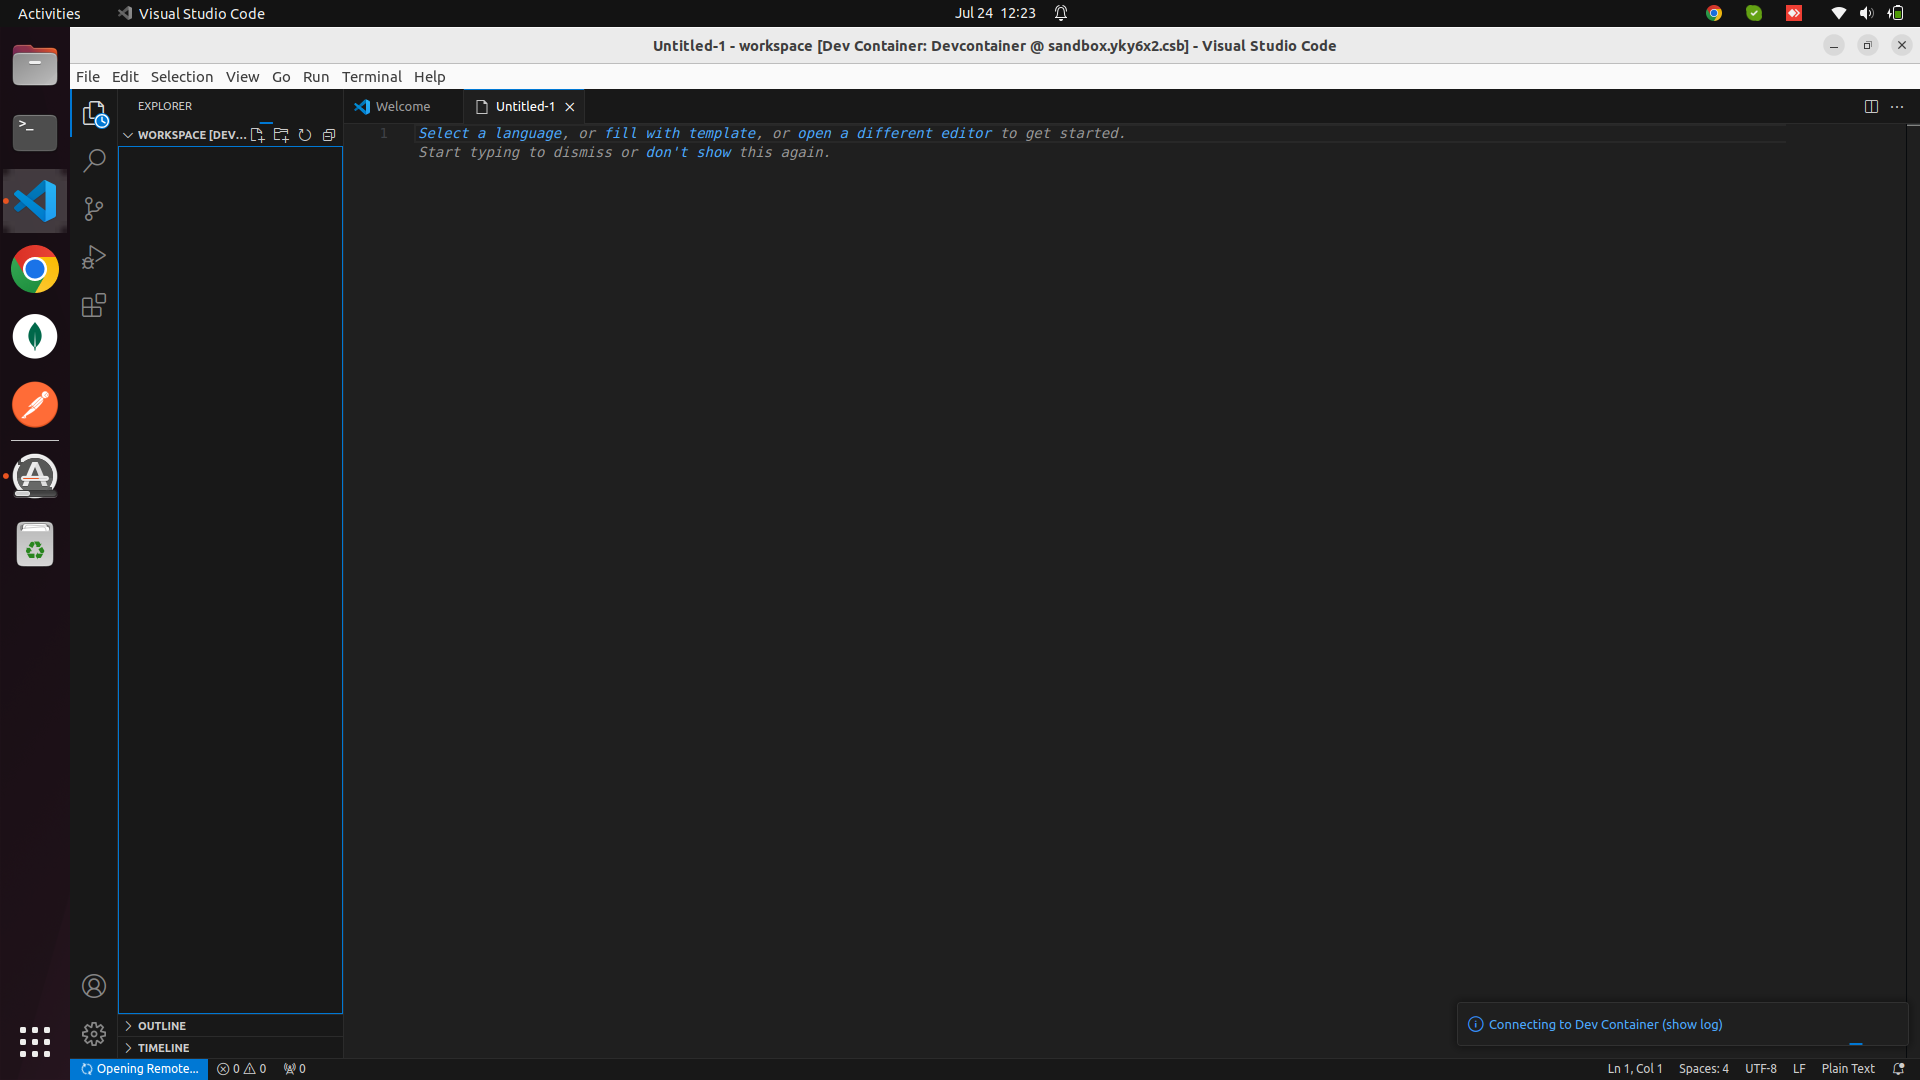 Activities
Visual Studio Code
Jul 24 12:23
Untitled-1 - workspace [Dev Container: Devcontainer @ sandbox.yky6x2.csb] - Visual Studio Code
File Edit Selection View Go Run Terminal Help
EXPLORER
Welcome
Untitled-1
WORKSPACE [DEV...
1
Select a language, or fill with template, or open a different editor to get started.
Start typing to dismiss or don't show this again.
OUTLINE
TIMELINE
Connecting to Dev Container (show log)
Opening Remote...
0 0
0
Ln 1, Col 1
Spaces: 4
UTF-8
LF
Plain Text